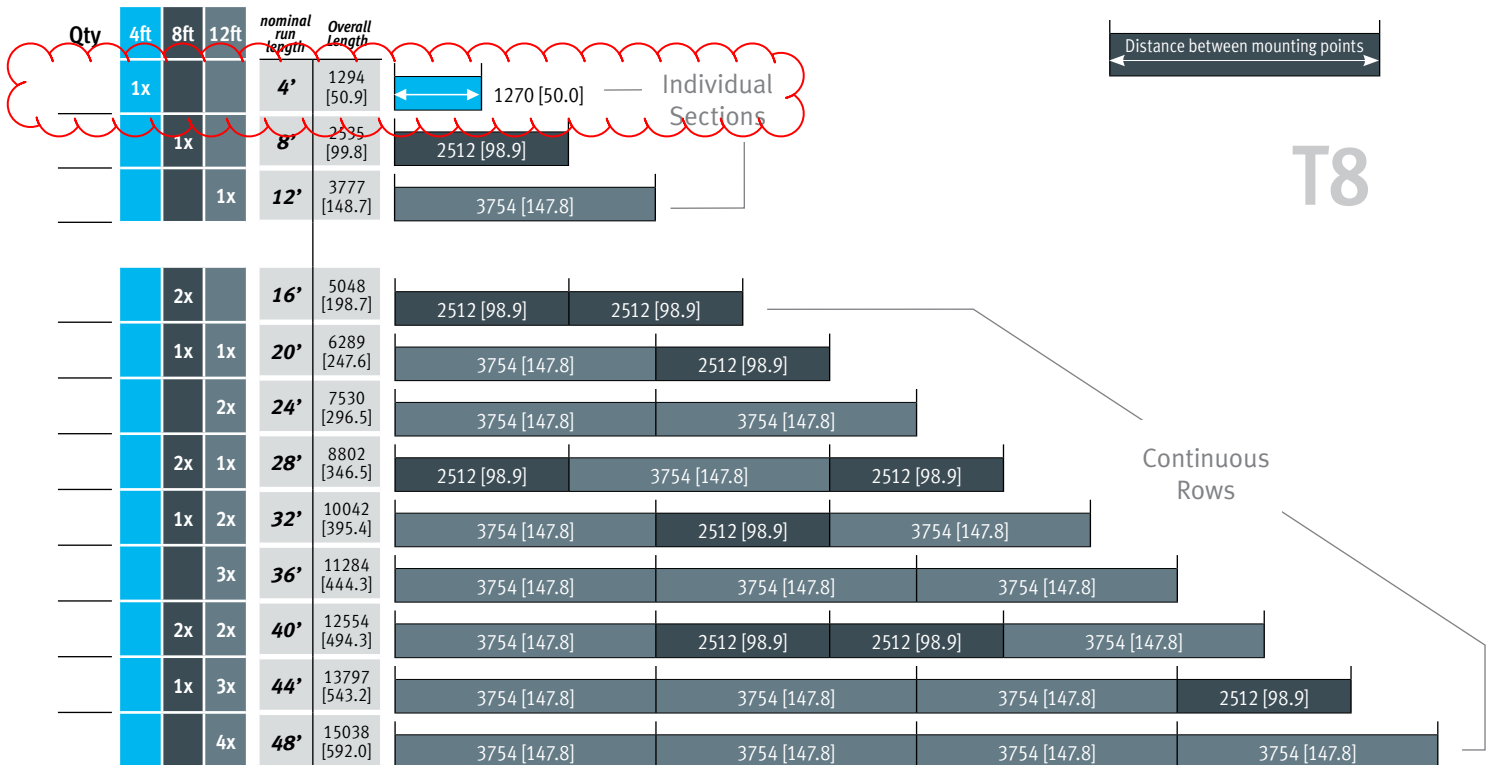 Qty 4ft 8ft 12ft nominal run length Overall Length
Distance between mounting points
1x 4’ 1294 [50.9] 1270 [50.0] Individual Sections
1x 8’ 2535 [99.8] 2512 [98.9]
1x 12’ 3777 [148.7] 3754 [147.8]
T8
2x 16’ 5048 [198.7] 2512 [98.9] 2512 [98.9]
1x 1x 20’ 6289 [247.6] 3754 [147.8] 2512 [98.9]
2x 24’ 7530 [296.5] 3754 [147.8] 3754 [147.8]
2x 1x 28’ 8802 [346.5] 2512 [98.9] 3754 [147.8] 2512 [98.9]
Continuous Rows
1x 2x 32’ 10042 [395.4] 3754 [147.8] 2512 [98.9] 3754 [147.8]
3x 36’ 11284 [444.3] 3754 [147.8] 3754 [147.8] 3754 [147.8]
2x 2x 40’ 12554 [494.3] 3754 [147.8] 2512 [98.9] 2512 [98.9] 3754 [147.8]
1x 3x 44’ 13797 [543.2] 3754 [147.8] 3754 [147.8] 3754 [147.8] 2512 [98.9]
4x 48’ 15038 [592.0] 3754 [147.8] 3754 [147.8] 3754 [147.8] 3754 [147.8]